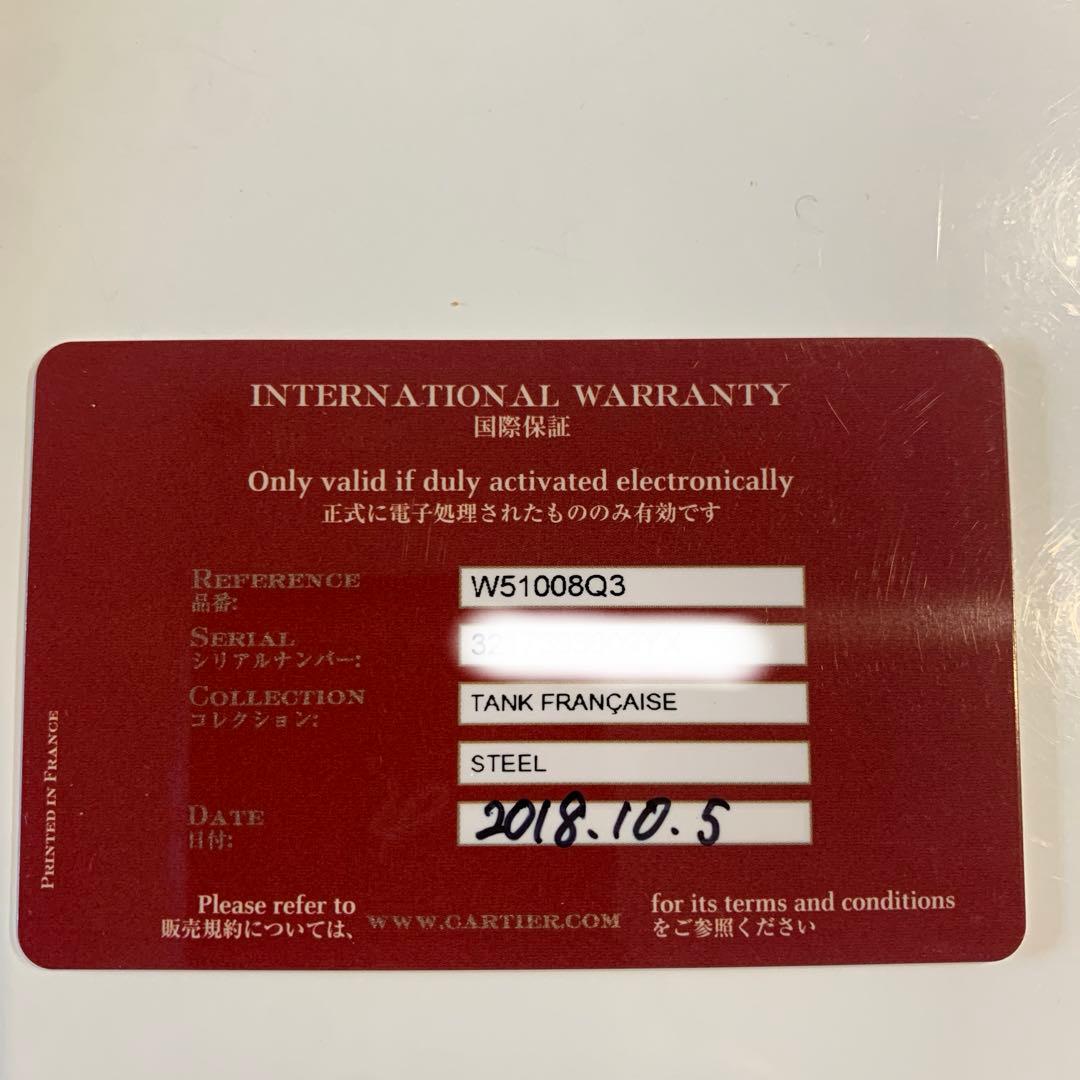 INTERNATIONAL WARRANTY
国際保証
Only valid if duly activated electronically
正式に電子処理されたもののみ有効です
REFERENCE
品番:
W51008Q3
SERIAL
シリアルナンバー:
COLLECTION
コレクション:
TANK FRANÇAISE
STEEL
DATE
日付:
2018.10.5
Please refer to
販売規約については、
WWW.CARTIER.COM
for its terms and conditions
をご参照ください
PRINTED IN FRANCE